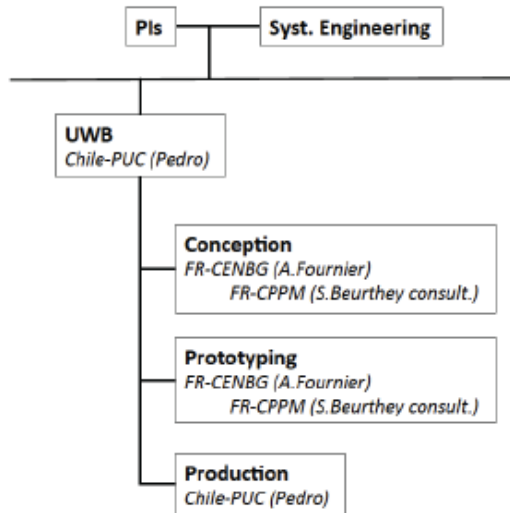 PIs
Syst. Engineering
UWB
Chile-PUC (Pedro)
Conception
FR-CENBG (A.Fournier)
FR-CPPM (S.Beurthey consult.)
Prototyping
FR-CENBG (A.Fournier)
FR-CPPM (S.Beurthey consult.)
Production
Chile-PUC (Pedro)